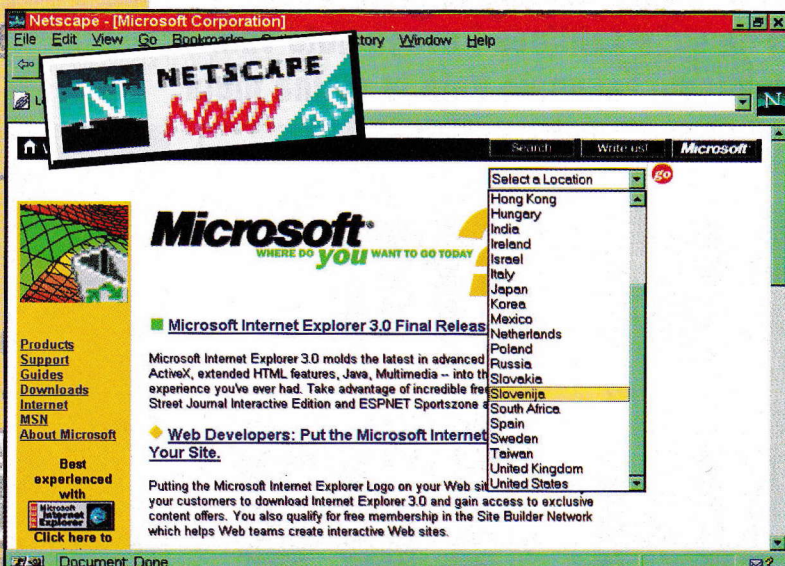 Netscape - [Microsoft Corporation]
File Edit View Go Bookmarks Directory Window Help
NETSCAPE
Now! 3.0
N
Search Write us! Microsoft
Select a Location
go
Hong Kong
Hungary
India
Ireland
Israel
Italy
Japan
Korea
Mexico
Netherlands
Poland
Russia
Slovakia
Slovenija
South Africa
Spain
Sweden
Taiwan
United Kingdom
United States
Microsoft
WHERE DO you WANT TO GO TODAY ?
Microsoft Internet Explorer 3.0 Final Releas
Microsoft Internet Explorer 3.0 molds the latest in advanced
ActiveX, extended HTML features, Java, Multimedia -- into th
experience you've ever had. Take advantage of incredible free
Street Journal Interactive Edition and ESPNET Sportszone a
Web Developers: Put the Microsoft Internet
Your Site.
Putting the Microsoft Internet Explorer Logo on your Web sit
your customers to download Internet Explorer 3.0 and gain access to exclusive
content offers. You also qualify for free membership in the Site Builder Network
which helps Web teams create interactive Web sites.
Products
Support
Guides
Downloads
Internet
MSN
About Microsoft
Best
experienced
with
Microsoft
Internet
Explorer
Click here to
Document: Done